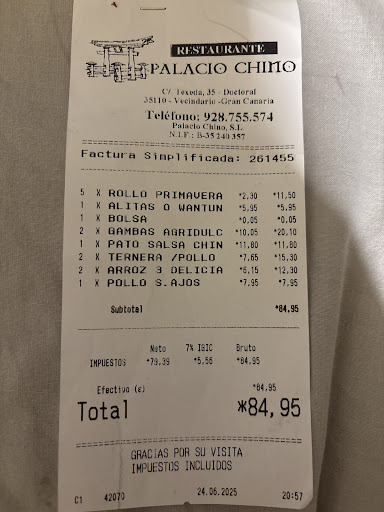 RESTAURANTE
PALACIO CHINO
C/ Texeda, 35 - Doctoral
35110 - Vecindario -Gran Canaria
Teléfono: 928.755.574
Palacio Chino, S.L.
N.I.F.: B-35 240 357
Factura Simplificada: 261455
5 X ROLLO PRIMAVERA *2,30 *11,50
1 X ALITAS O WANTUN *5,95 *5,95
1 X BOLSA *0,05 *0,05
2 X GAMBAS AGRIDULC *10,05 *20,10
1 X PATO SALSA CHIN *11,80 *11,80
2 X TERNERA /POLLO *7,65 *15,30
2 X ARROZ 3 DELICIA *6,15 *12,30
1 X POLLO S.AJOS *7,95 *7,95
Subtotal *84,95
Neto 7% IGIC Bruto
IMPUESTOS *79,39 *5,56 *84,95
Efectivo (€) *84,95
Total *84,95
GRACIAS POR SU VISITA
IMPUESTOS INCLUIDOS
C1 42070 24.06.2025 20:57